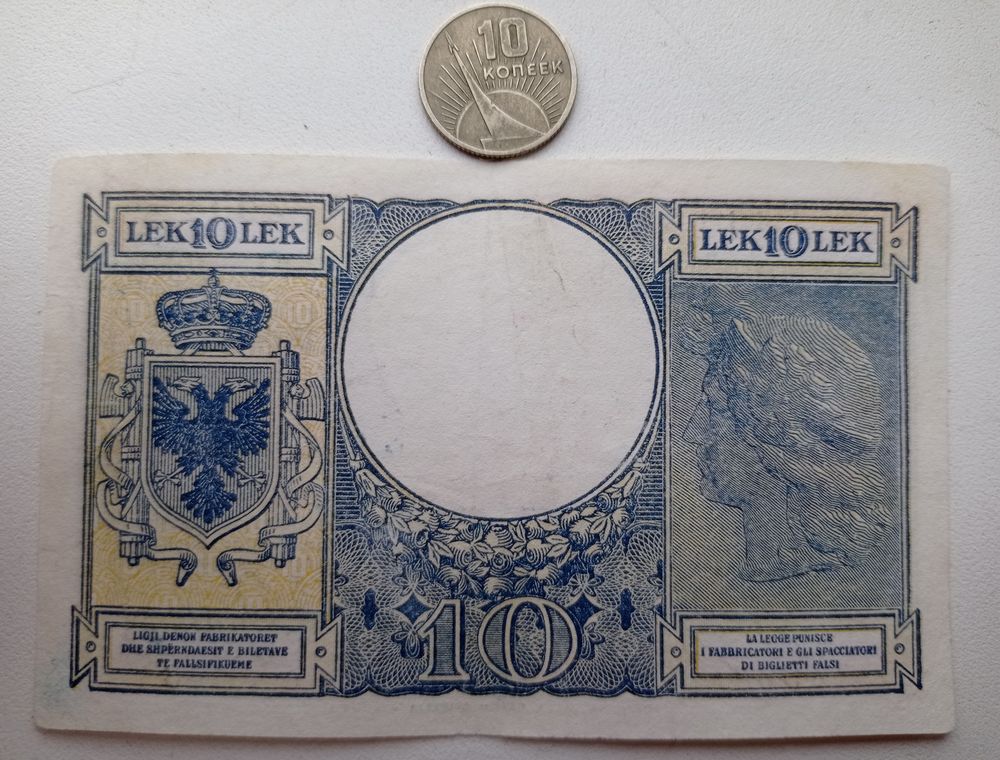 10
КОПЕЕК
LEK 10 LEK
LEK 10 LEK
LIGJI DENON FABRIKATORET
DHE SHPËRNDAESIT E BILETAVE
TE FALLSIFIKUEME
10
LA LEGGE PUNISCE
I FABBRICATORI E GLI SPACCIATORI
DI BIGLIETTI FALSI